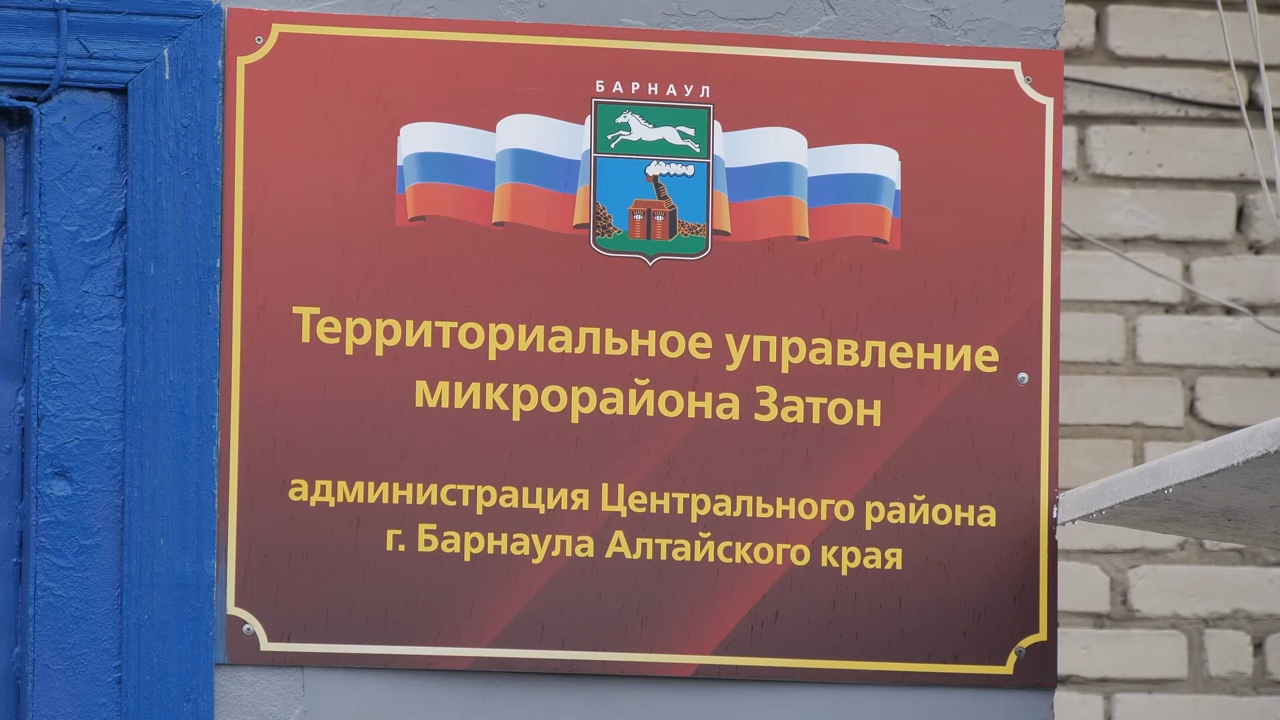 БАРНАУЛ
Территориальное управление
микрорайона Затон
администрация Центрального района
г. Барнаула Алтайского края